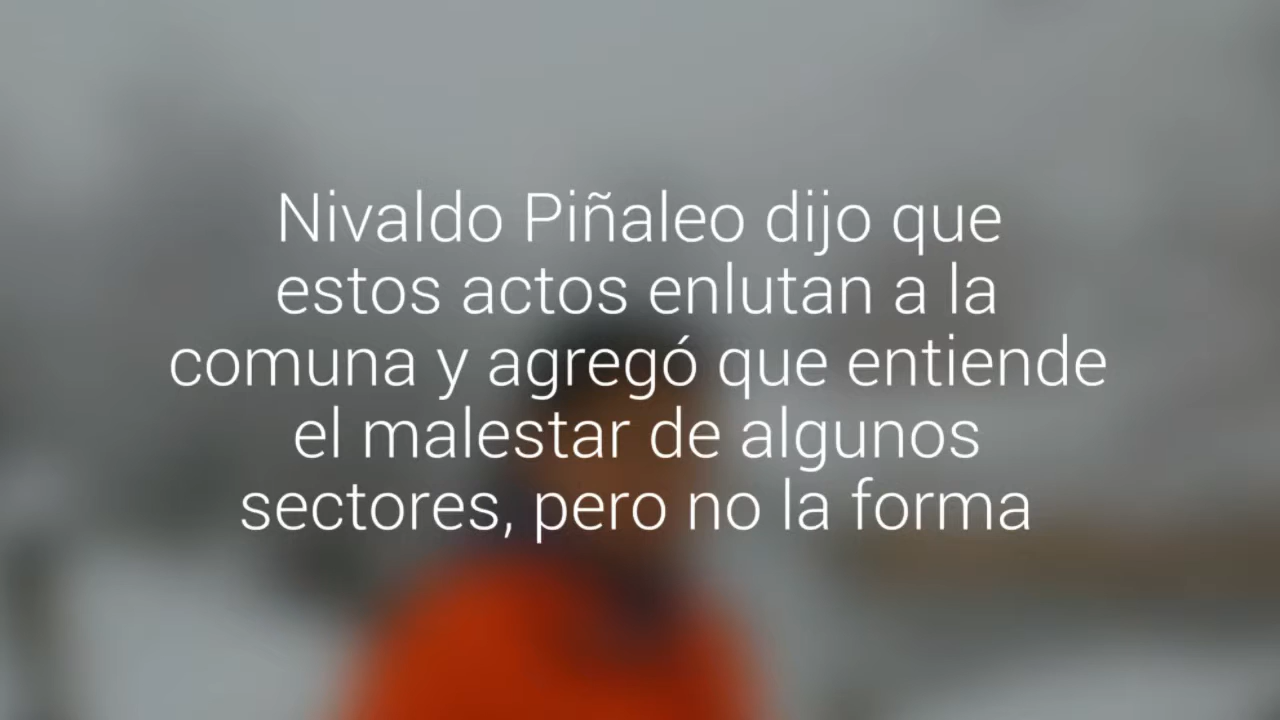 Nivaldo Piñaleo dijo que
estos actos enlutan a la
comuna y agregó que entiende
el malestar de algunos
sectores, pero no la forma